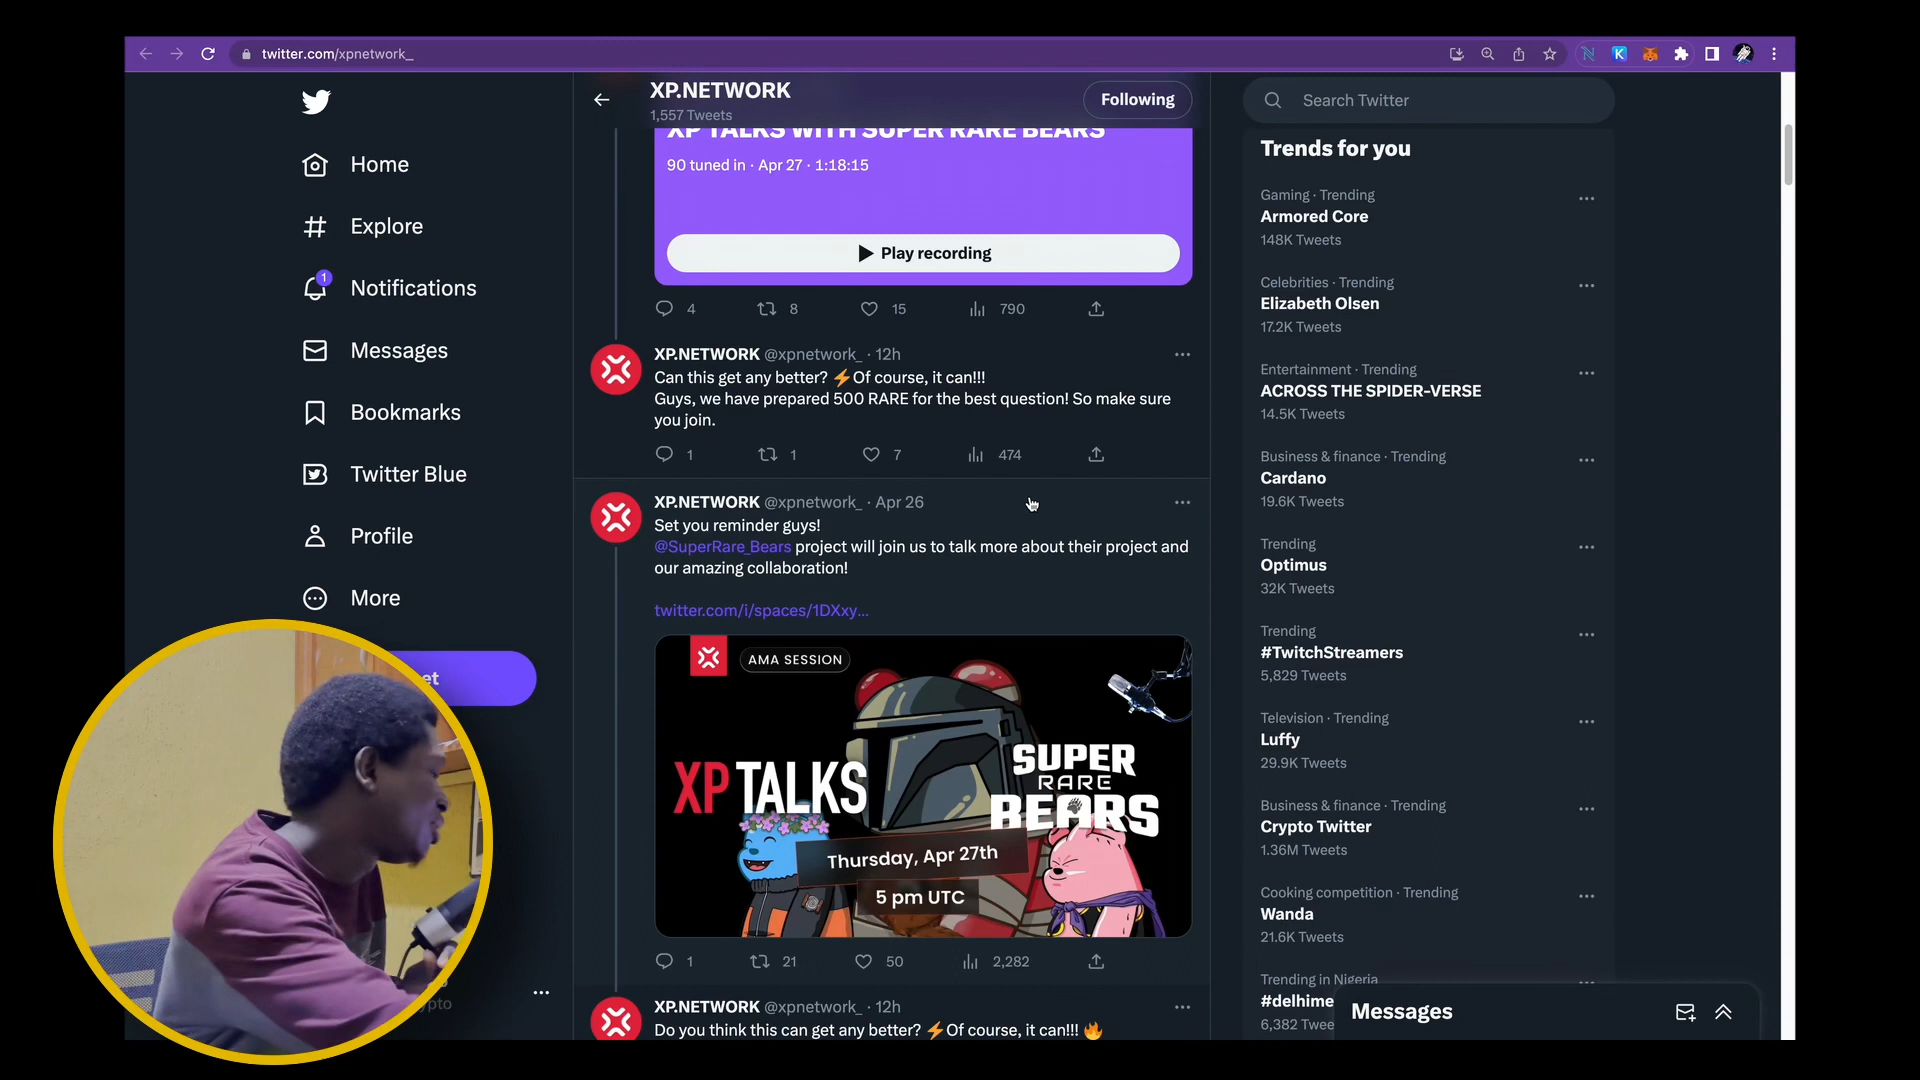 twitter.com/xpnetwork_
XP.NETWORK
1,557 Tweets
Following
Search Twitter
Home
Explore
1
Notifications
Messages
Bookmarks
Twitter Blue
Profile
More
et
XP TALKS WITH SUPER RARE BEARS
90 tuned in · Apr 27 · 1:18:15
Play recording
4 8 15 790
XP.NETWORK @xpnetwork_ · 12h
Can this get any better? ⚡Of course, it can!!!
Guys, we have prepared 500 RARE for the best question! So make sure
you join.
1 1 7 474
XP.NETWORK @xpnetwork_ · Apr 26
Set you reminder guys!
@SuperRare_Bears project will join us to talk more about their project and
our amazing collaboration!
twitter.com/i/spaces/1DXxy...
AMA SESSION
XP TALKS
SUPER
RARE
BEARS
Thursday, Apr 27th
5 pm UTC
1 21 50 2,282
XP.NETWORK @xpnetwork_ · 12h
Do you think this can get any better? ⚡Of course, it can!!! 🔥
Trends for you
Gaming · Trending
Armored Core
148K Tweets
Celebrities · Trending
Elizabeth Olsen
17.2K Tweets
Entertainment · Trending
ACROSS THE SPIDER-VERSE
14.5K Tweets
Business & finance · Trending
Cardano
19.6K Tweets
Trending
Optimus
32K Tweets
Trending
#TwitchStreamers
5,829 Tweets
Television · Trending
Luffy
29.9K Tweets
Business & finance · Trending
Crypto Twitter
1.36M Tweets
Cooking competition · Trending
Wanda
21.6K Tweets
Trending in Nigeria
#delhime
6,382 Twee
Messages